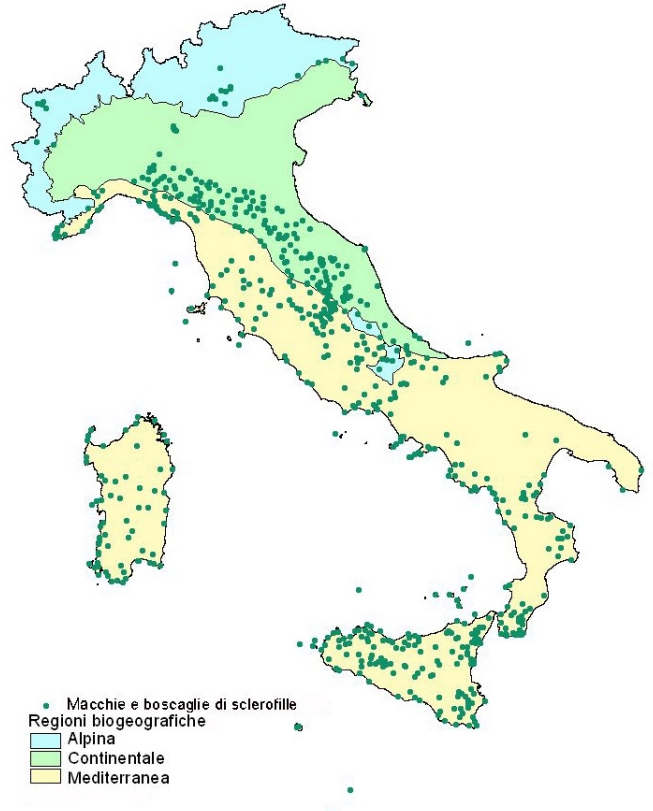 Macchie e boscaglie di sclerofille
Regioni biogeografiche
Alpina
Continentale
Mediterranea